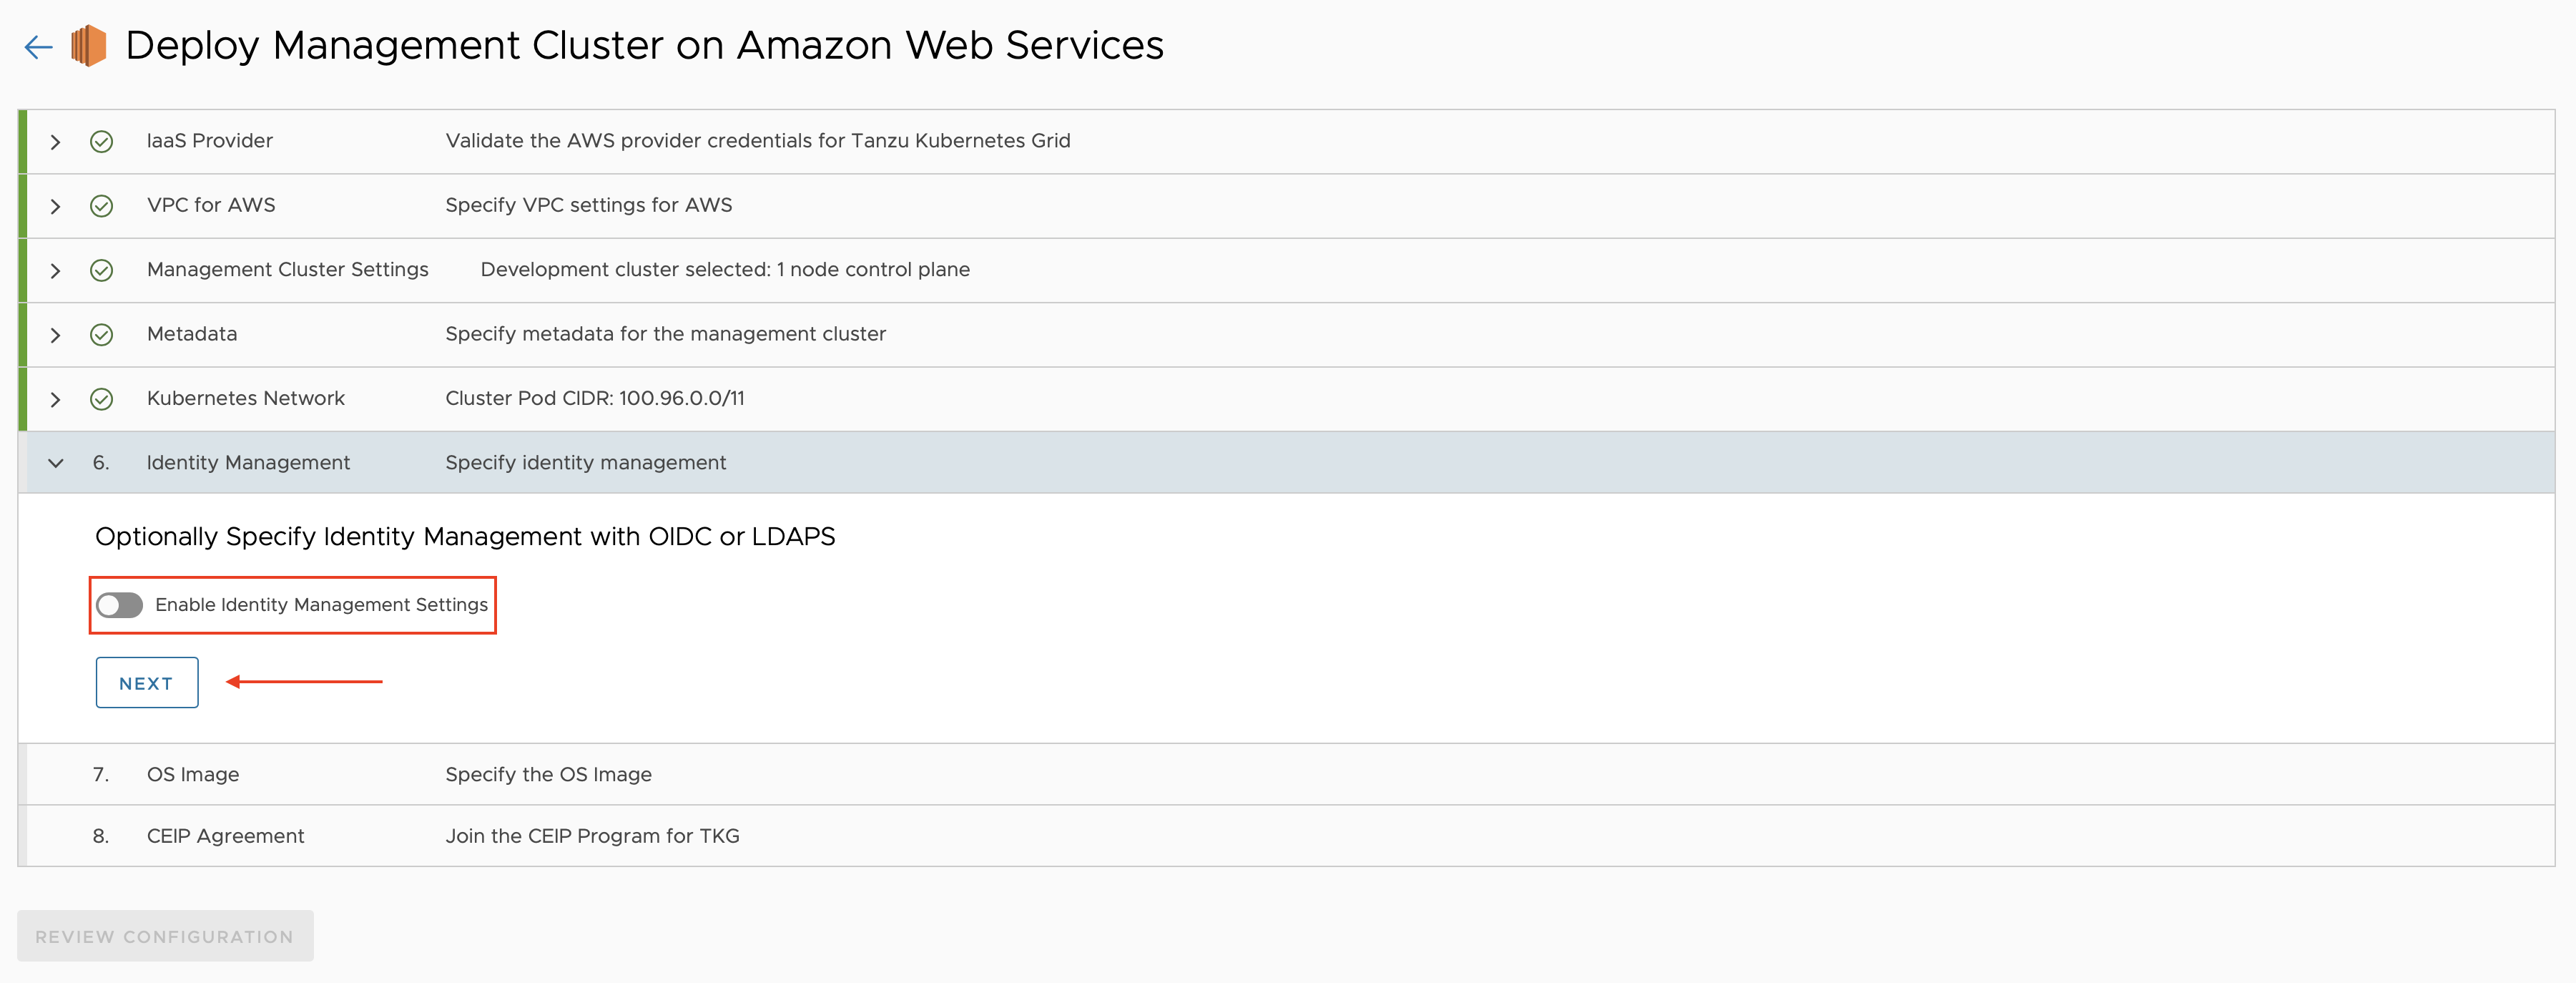 Deploy Management Cluster on Amazon Web Services
IaaS Provider Validate the AWS provider credentials for Tanzu Kubernetes Grid
VPC for AWS Specify VPC settings for AWS
Management Cluster Settings Development cluster selected: 1 node control plane
Metadata Specify metadata for the management cluster
Kubernetes Network Cluster Pod CIDR: 100.96.0.0/11
6. Identity Management Specify identity management
Optionally Specify Identity Management with OIDC or LDAPS
Enable Identity Management Settings
NEXT
7. OS Image Specify the OS Image
8. CEIP Agreement Join the CEIP Program for TKG
REVIEW CONFIGURATION